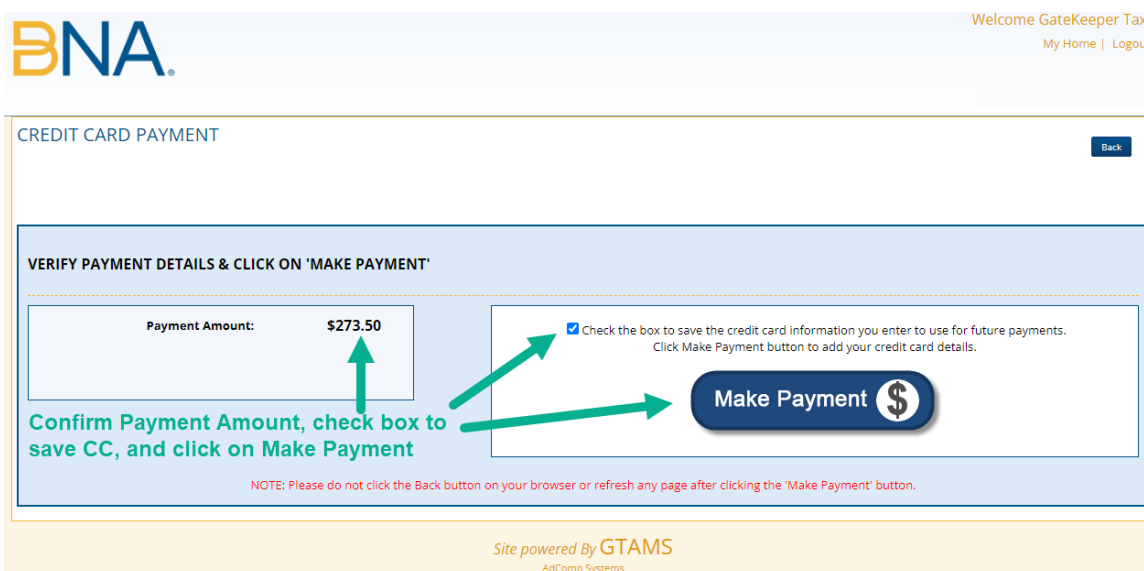 BNA.
Welcome GateKeeper Tax
My Home | Logou
CREDIT CARD PAYMENT
Back
VERIFY PAYMENT DETAILS & CLICK ON 'MAKE PAYMENT'
Payment Amount: $273.50
Check the box to save the credit card information you enter to use for future payments.
Click Make Payment button to add your credit card details.
Make Payment $
Confirm Payment Amount, check box to
save CC, and click on Make Payment
NOTE: Please do not click the Back button on your browser or refresh any page after clicking the 'Make Payment' button.
Site powered By GTAMS
AdComp Systems